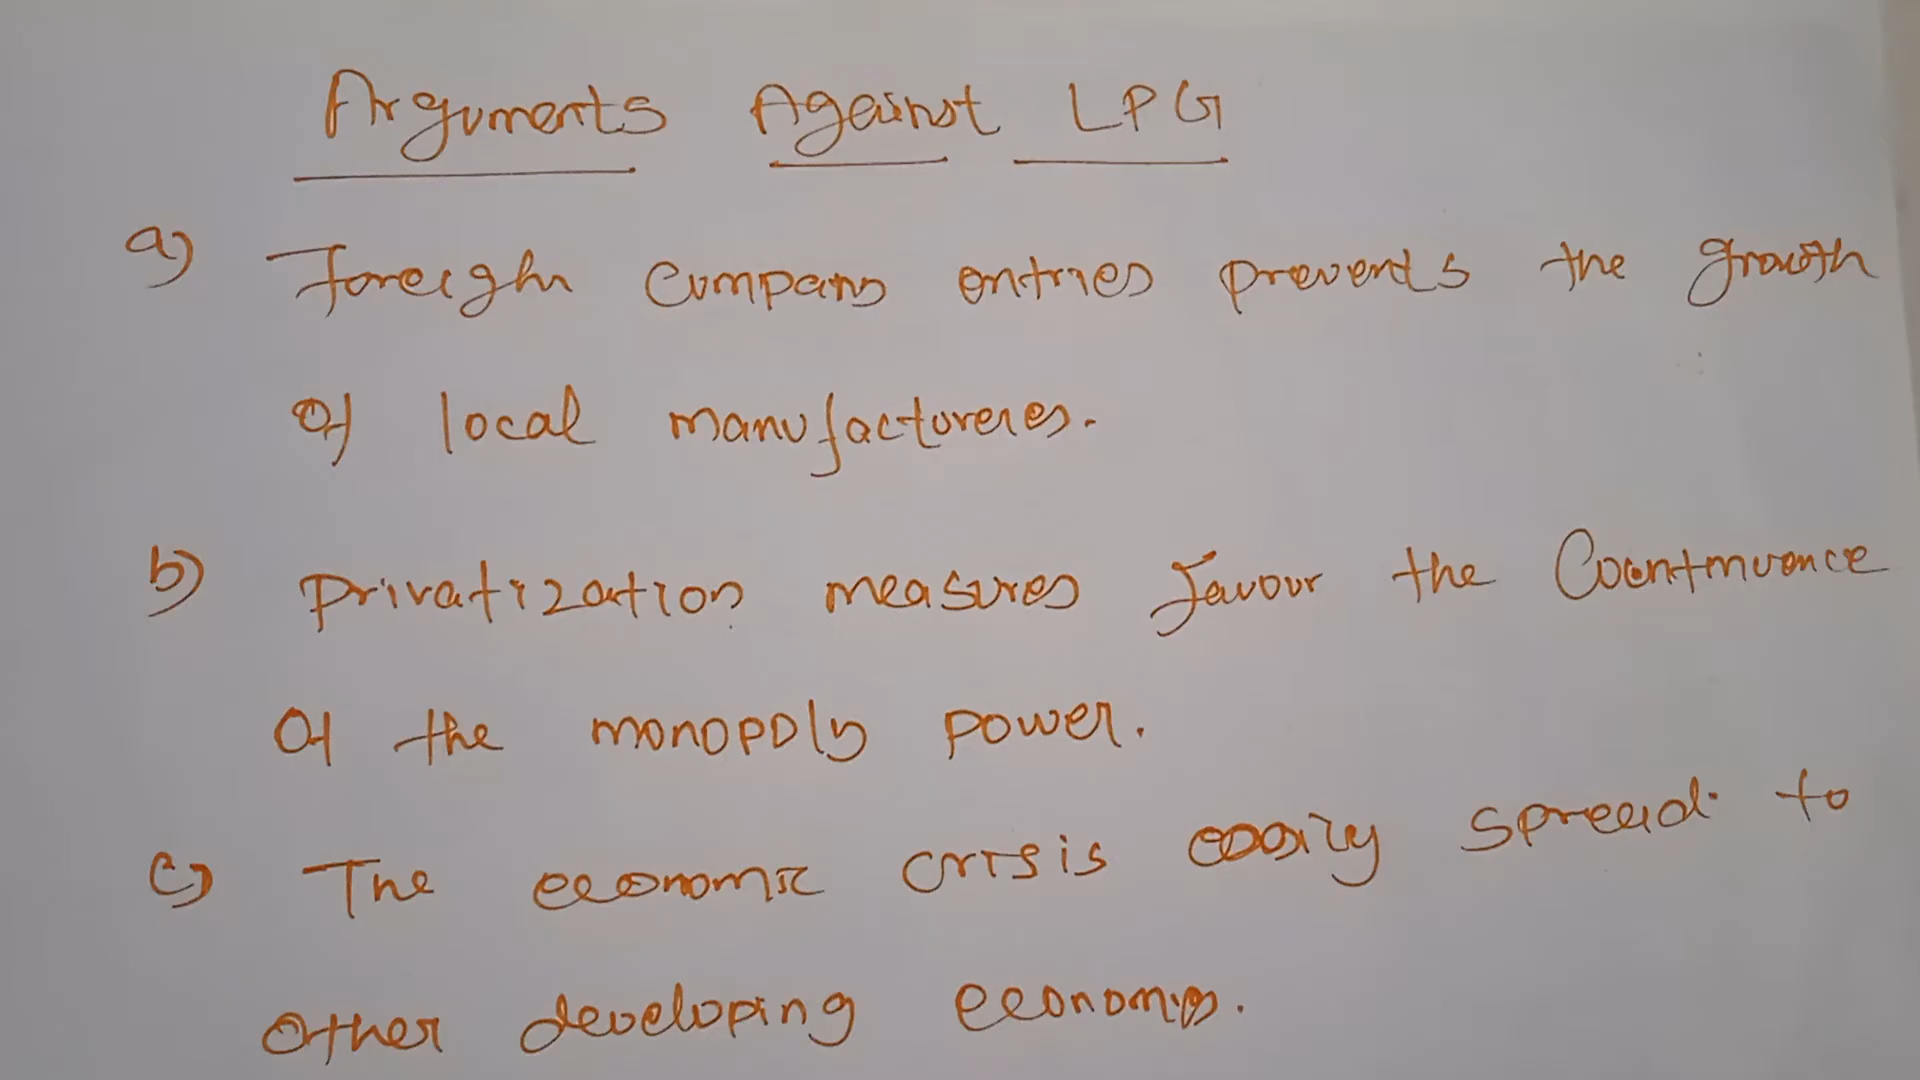 Arguments Against LPG
a) Foreign company entries prevents the growth
of local manufactureres.
b) Privatization measures favour the Countinuance
of the monopoly power.
c) The economic crisis easily spread to
other developing economies.